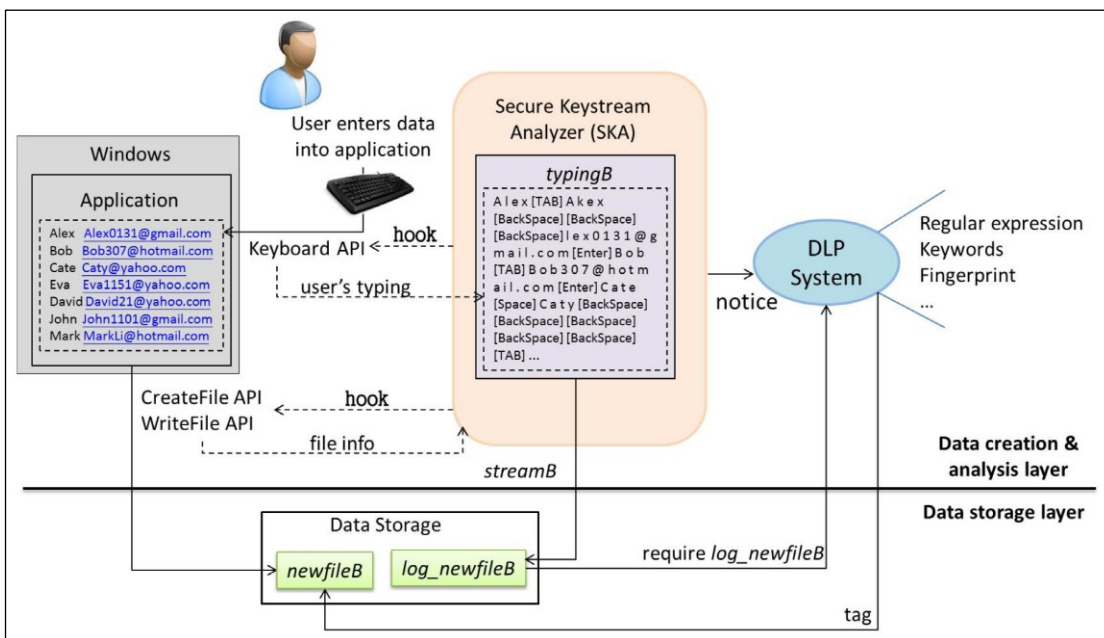 User enters data
into application
Secure Keystream
Analyzer (SKA)
Windows
Application
Alex Alex0131@gmail.com
Bob Bob307@hotmail.com
Cate Caty@yahoo.com
Eva Eva1151@yahoo.com
David David21@yahoo.com
John John1101@gmail.com
Mark MarkLi@hotmail.com
Keyboard API
hook
user's typing
typingB
A l e x [TAB] A k e x
[BackSpace] [BackSpace]
[BackSpace] l e x 0 1 3 1 @ g
m a i l . c o m [Enter] B o b
[TAB] B o b 3 0 7 @ h o t m
a i l . c o m [Enter] C a t e
[Space] C a t y [BackSpace]
[BackSpace] [BackSpace]
[BackSpace] [BackSpace]
[TAB] ...
notice
DLP
System
Regular expression
Keywords
Fingerprint
...
CreateFile API
WriteFile API
hook
file info
streamB
Data creation &
analysis layer
Data storage layer
Data Storage
newfileB
log_newfileB
require log_newfileB
tag